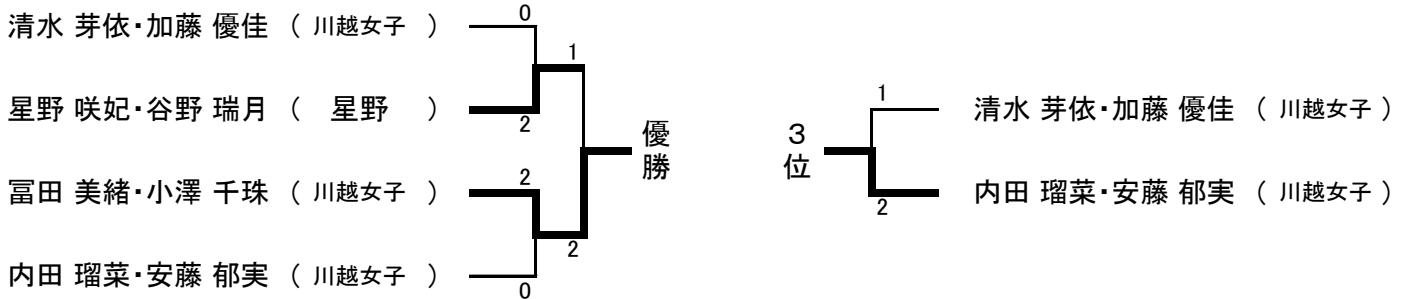 清水 芽依・加藤 優佳 （ 川越女子 ） 0
1
星野 咲妃・谷野 瑞月 （ 星野 ） 2
優勝
冨田 美緒・小澤 千珠 （ 川越女子 ） 2
2
内田 瑠菜・安藤 郁実 （ 川越女子 ） 0
3位
1 清水 芽依・加藤 優佳 （ 川越女子 ）
2 内田 瑠菜・安藤 郁実 （ 川越女子 ）